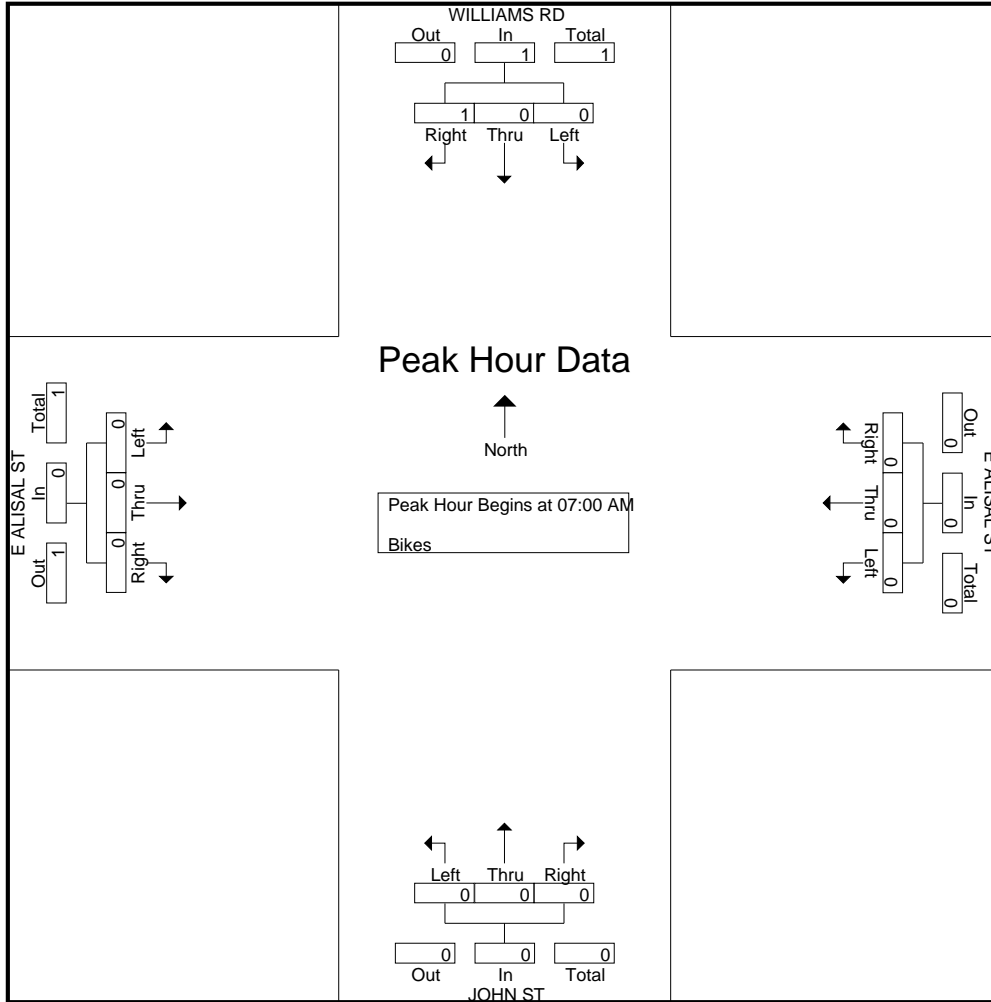 WILLIAMS RD
Out In Total
0 1 1
1 0 0
Right Thru Left
Peak Hour Data
North
Peak Hour Begins at 07:00 AM
Bikes
E ALISAL ST
Out In Total
1 0 1
Left Thru Right
0 0 0
E ALISAL ST
Out In Total
0 0 0
Right Thru Left
0 0 0
Left Thru Right
0 0 0
0 0 0
Out In Total
JOHN ST